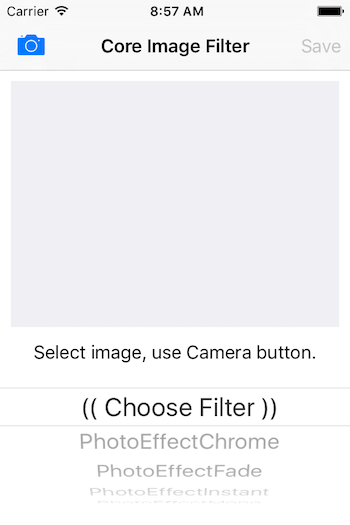 Carrier 8:57 AM
Core Image Filter Save
Select image, use Camera button.
(( Choose Filter ))
PhotoEffectChrome
PhotoEffectFade
PhotoEffectInstant